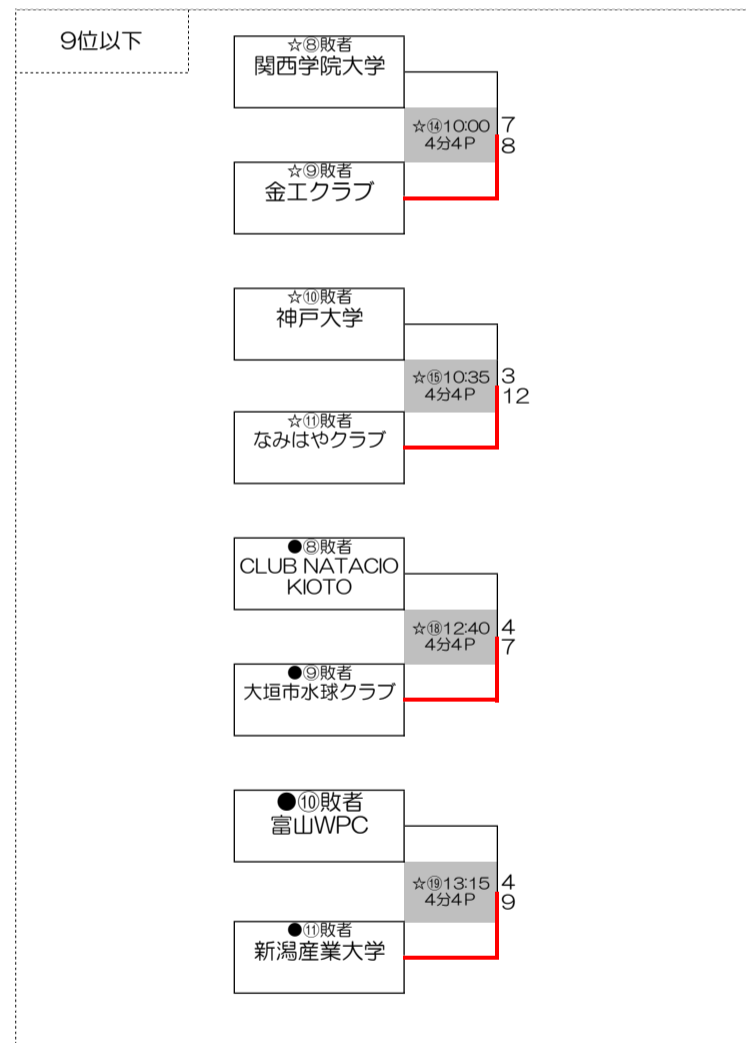 9位以下
☆⑧敗者
関西学院大学
☆⑭10:00 7
4分4P 8
☆⑨敗者
金工クラブ
☆⑩敗者
神戸大学
☆⑮10:35 3
4分4P 12
☆⑪敗者
なみはやクラブ
●⑧敗者
CLUB NATACIO
KIOTO
☆⑱12:40 4
4分4P 7
●⑨敗者
大垣市水球クラブ
●⑩敗者
富山WPC
☆⑲13:15 4
4分4P 9
●⑪敗者
新潟産業大学